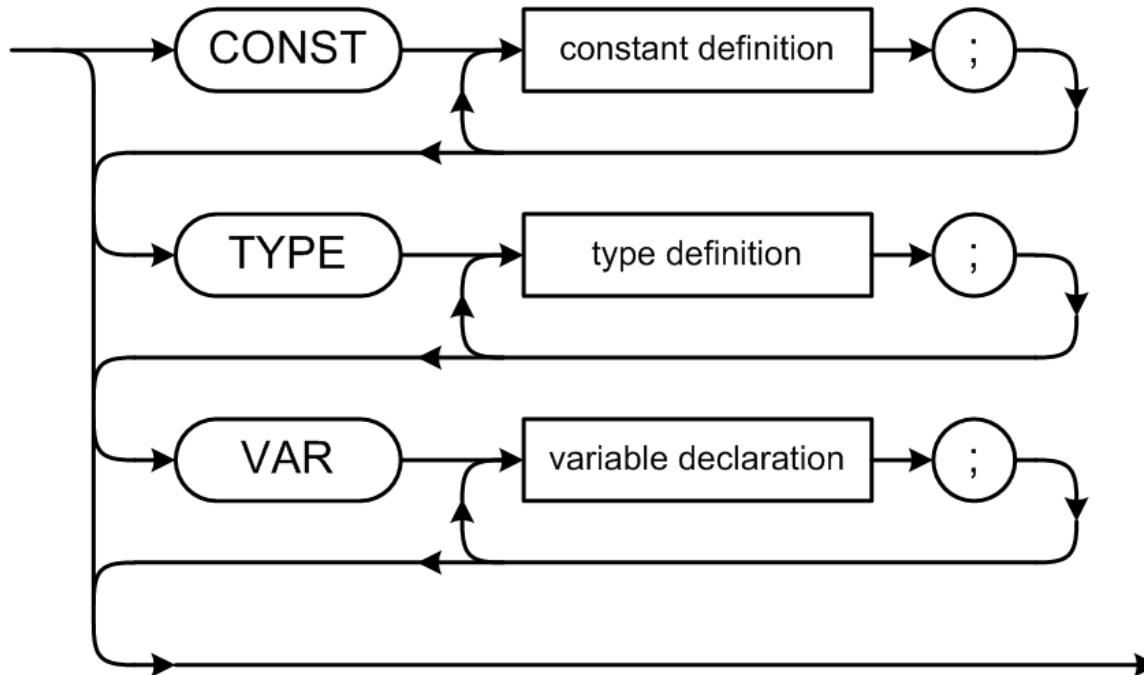 CONST constant definition ;
TYPE type definition ;
VAR variable declaration ;